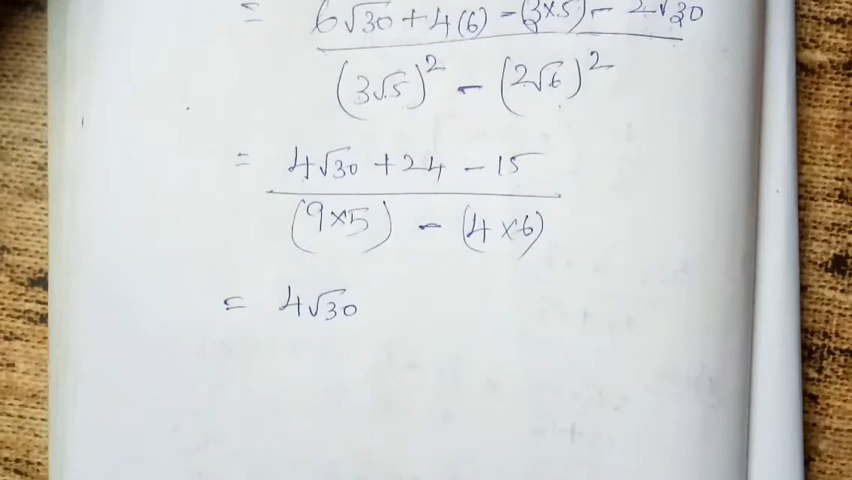 = 6√30 + 4(6) - (3×5) - 2√30
(3√5)² - (2√6)²
= 4√30 + 24 - 15
(9×5) - (4×6)
= 4√30